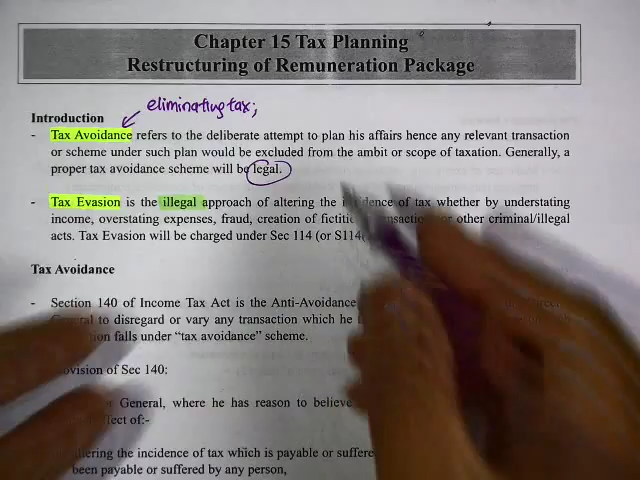 Chapter 15 Tax Planning
Restructuring of Remuneration Package
eliminating tax;
Introduction
- Tax Avoidance refers to the deliberate attempt to plan his affairs hence any relevant transaction
or scheme under such plan would be excluded from the ambit or scope of taxation. Generally, a
proper tax avoidance scheme will be legal.
- Tax Evasion is the illegal approach of altering the of tax whether by understating
income, overstating expenses, fraud, creation of or other criminal/illegal
acts. Tax Evasion will be charged under Sec 114 (or S114(
Tax Avoidance
- Section 140 of Income Tax Act is the Anti-Avoidance
to disregard or vary any transaction which he
falls under "tax avoidance" scheme.
of Sec 140:
General, where he has reason to believe
of:-
the incidence of tax which is payable or
been payable or suffered by any person,